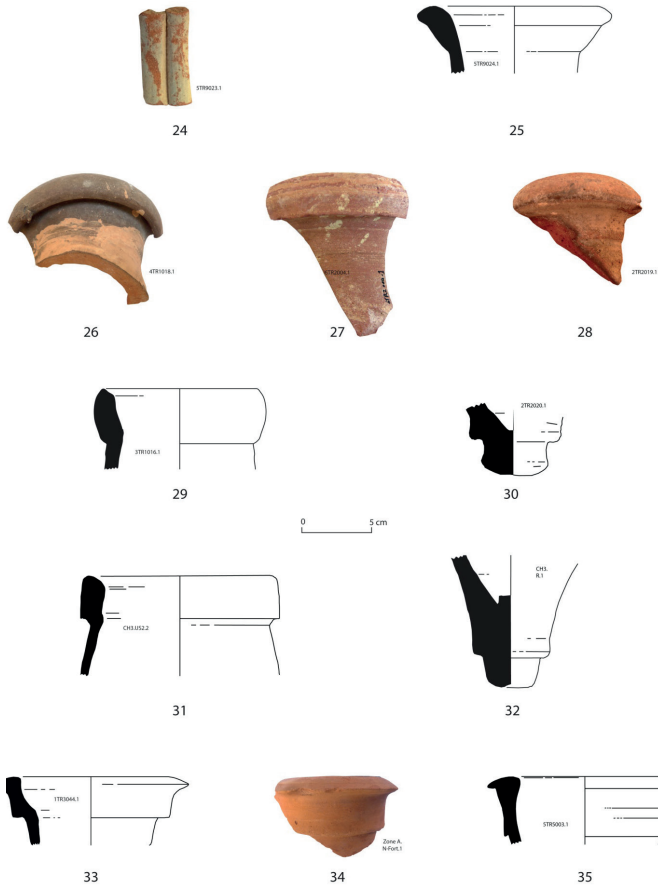 5TR9023.1
5TR9024.1
24
25
4TR1018.1
2TR2019.1
26
27
28
3TR1016.1
2TR2020.1
29
30
0 5 cm
CH3.US2.2
CH3.
R.1
31
32
1TR3044.1
Zone A.
N-Fort.1
5TR5003.1
33
34
35